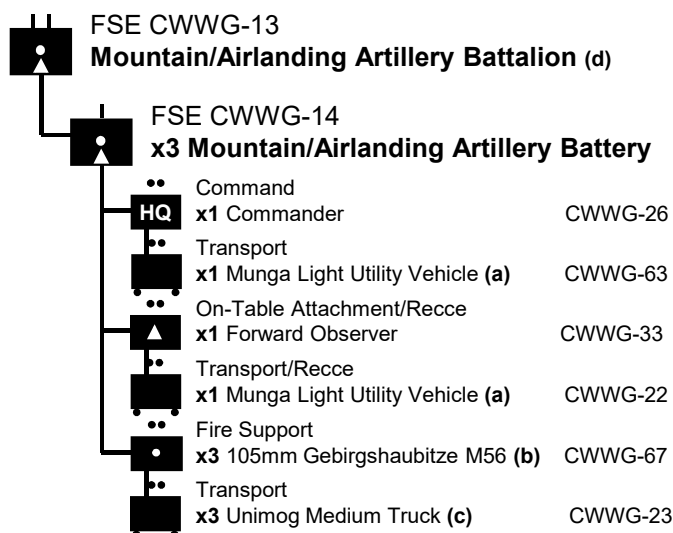 FSE CWWG-13
Mountain/Airlanding Artillery Battalion (d)
FSE CWWG-14
x3 Mountain/Airlanding Artillery Battery
Command
HQ x1 Commander CWWG-26
Transport
x1 Munga Light Utility Vehicle (a) CWWG-63
On-Table Attachment/Recce
x1 Forward Observer CWWG-33
Transport/Recce
x1 Munga Light Utility Vehicle (a) CWWG-22
Fire Support
x3 105mm Gebirgshaubitze M56 (b) CWWG-67
Transport
x3 Unimog Medium Truck (c) CWWG-23